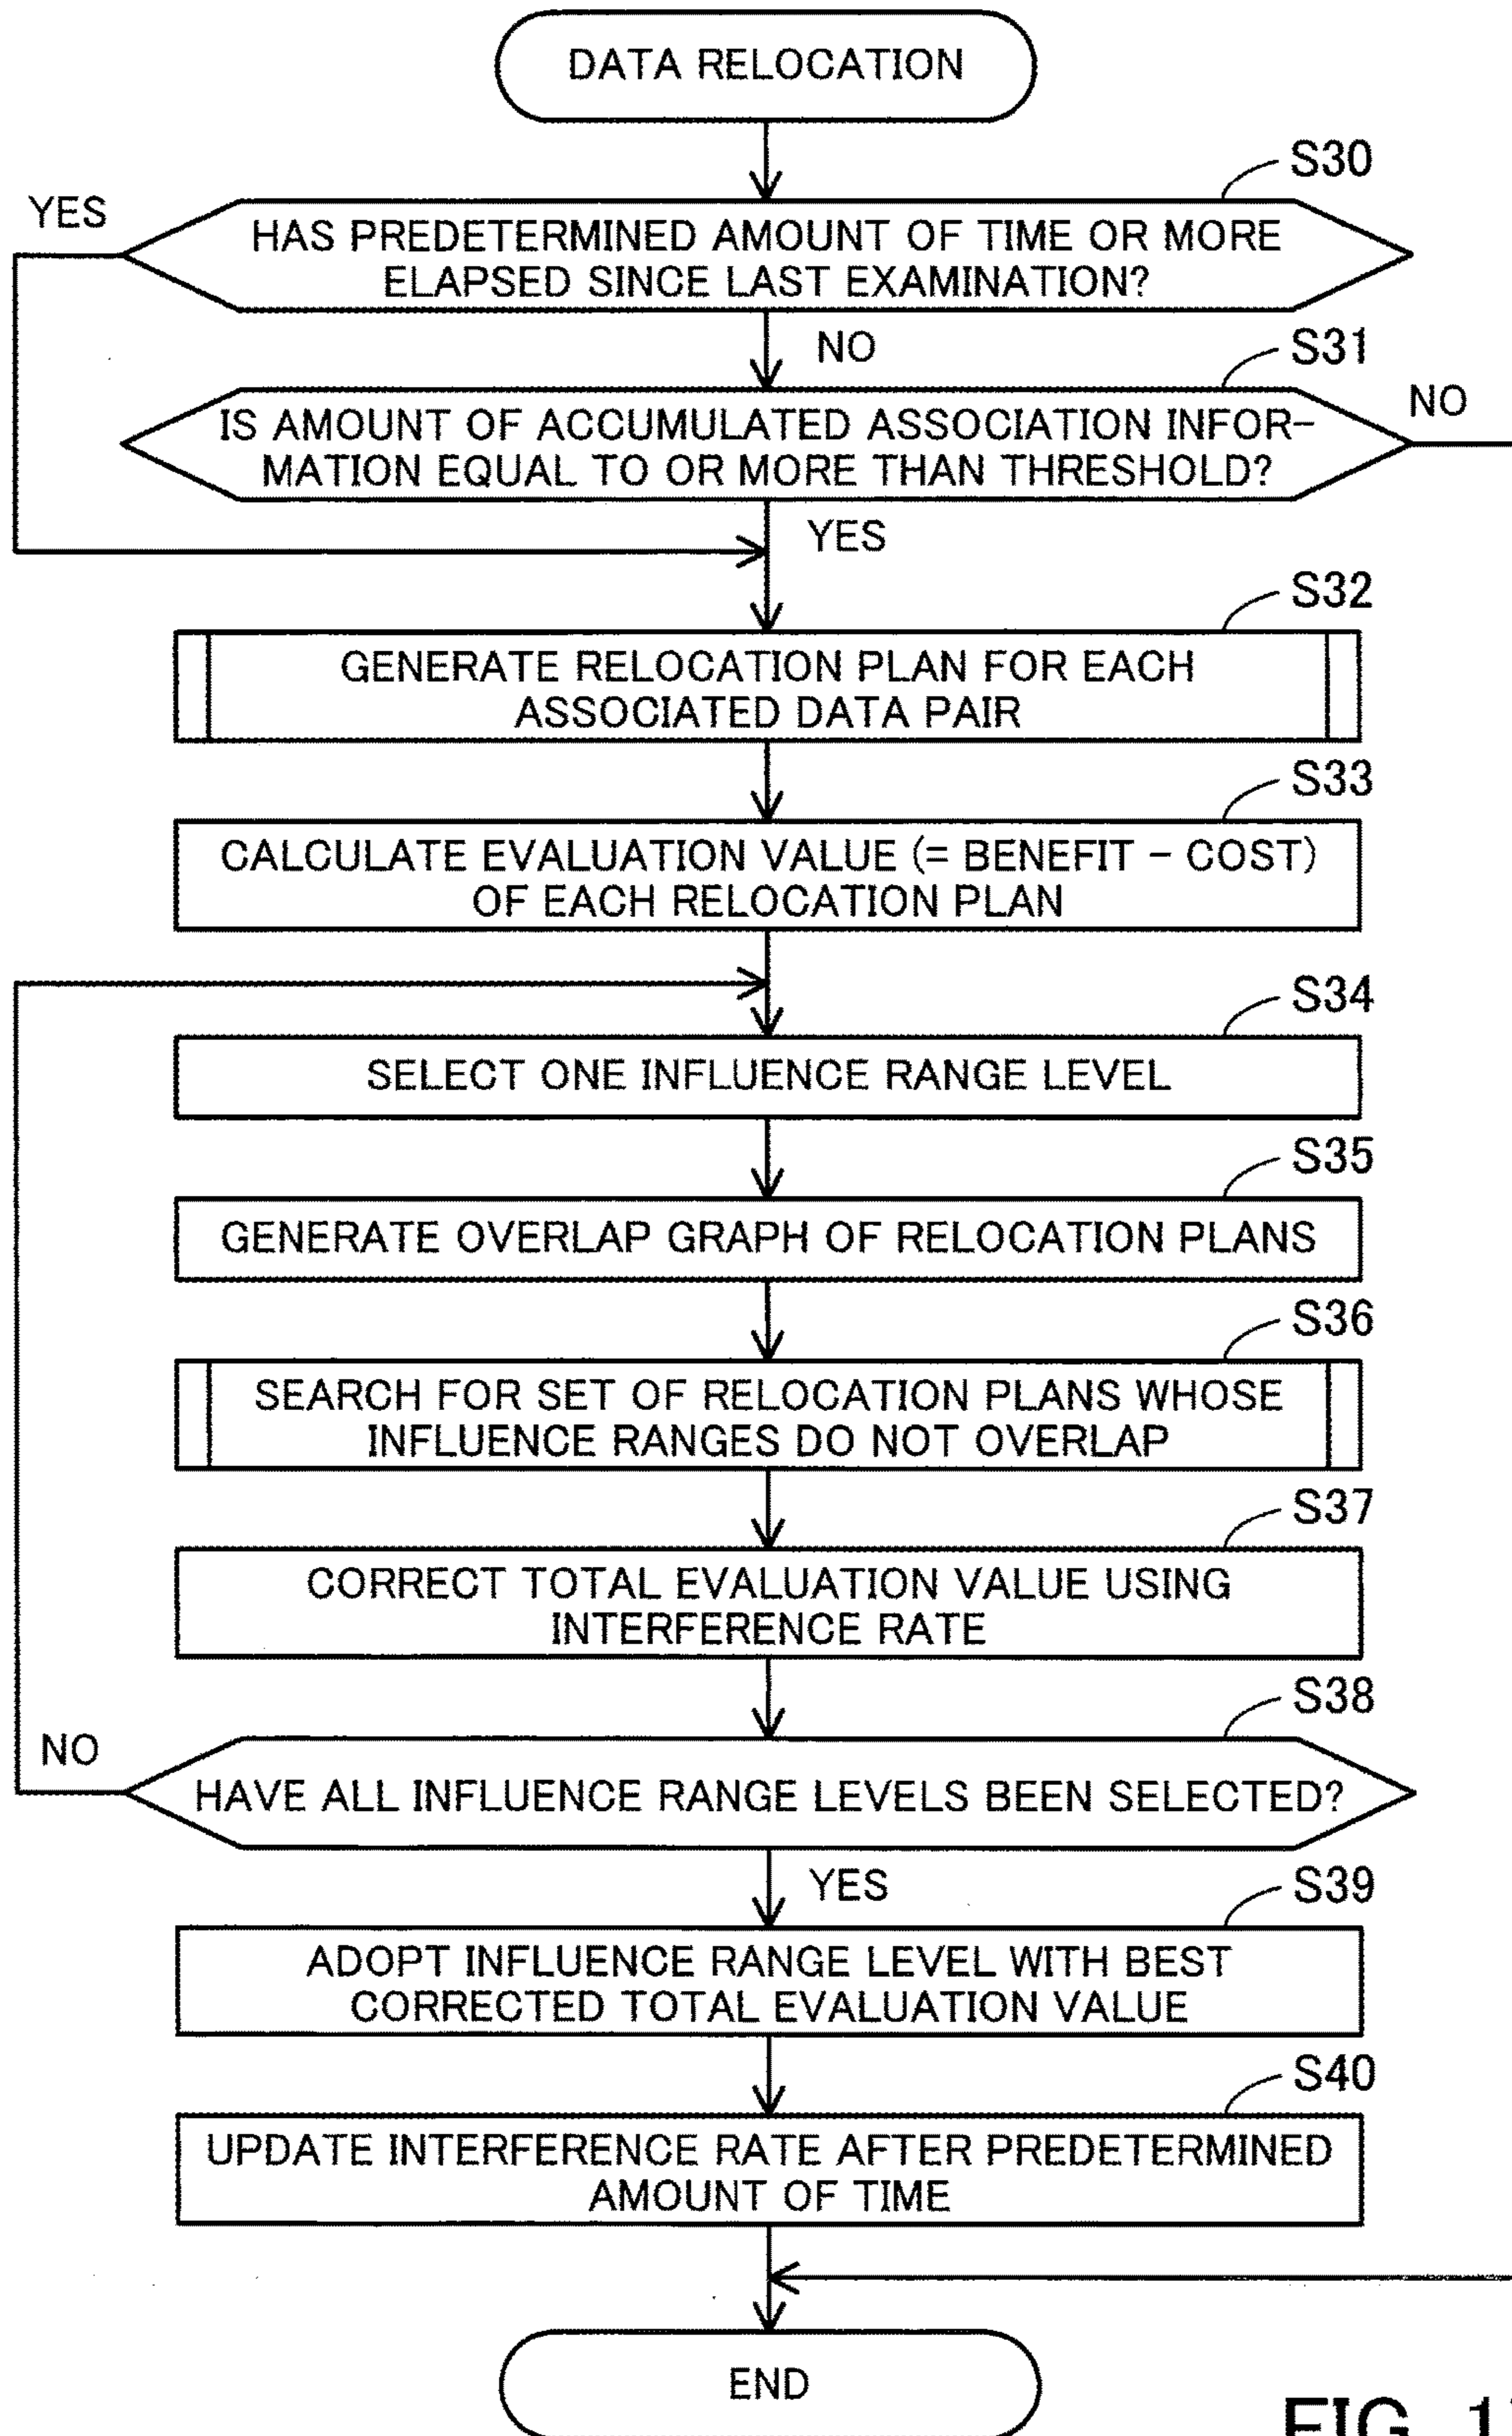 DATA RELOCATION
S30
YES
HAS PREDETERMINED AMOUNT OF TIME OR MORE
ELAPSED SINCE LAST EXAMINATION?
NO
S31
NO
IS AMOUNT OF ACCUMULATED ASSOCIATION INFOR-
MATION EQUAL TO OR MORE THAN THRESHOLD?
YES
S32
GENERATE RELOCATION PLAN FOR EACH
ASSOCIATED DATA PAIR
S33
CALCULATE EVALUATION VALUE (= BENEFIT - COST)
OF EACH RELOCATION PLAN
S34
SELECT ONE INFLUENCE RANGE LEVEL
S35
GENERATE OVERLAP GRAPH OF RELOCATION PLANS
S36
SEARCH FOR SET OF RELOCATION PLANS WHOSE
INFLUENCE RANGES DO NOT OVERLAP
S37
CORRECT TOTAL EVALUATION VALUE USING
INTERFERENCE RATE
S38
NO
HAVE ALL INFLUENCE RANGE LEVELS BEEN SELECTED?
YES
S39
ADOPT INFLUENCE RANGE LEVEL WITH BEST
CORRECTED TOTAL EVALUATION VALUE
S40
UPDATE INTERFERENCE RATE AFTER PREDETERMINED
AMOUNT OF TIME
END
FIG.